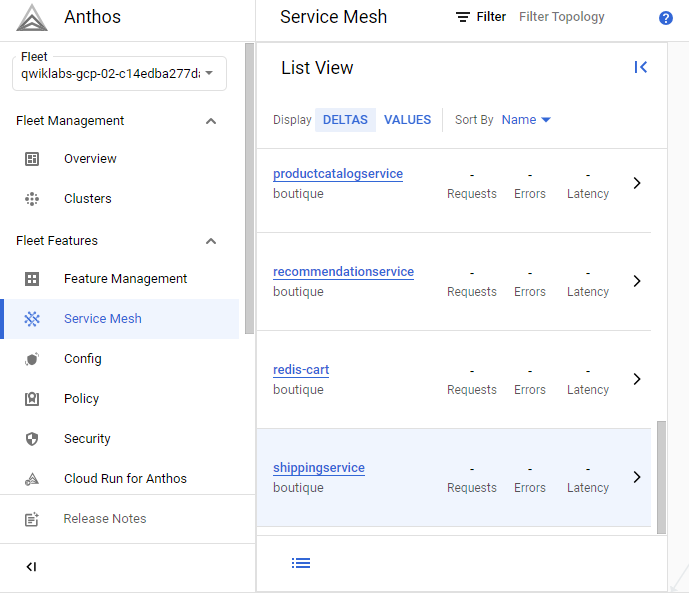 Anthos
Fleet
qwiklabs-gcp-02-c14edba277da
Fleet Management
Overview
Clusters
Fleet Features
Feature Management
Service Mesh
Config
Policy
Security
Cloud Run for Anthos
Release Notes
Service Mesh
Filter Filter Topology
List View
Display DELTAS VALUES Sort By Name
productcatalogservice - - -
boutique Requests Errors Latency
recommendationservice - - -
boutique Requests Errors Latency
redis-cart - - -
boutique Requests Errors Latency
shippingservice - - -
boutique Requests Errors Latency